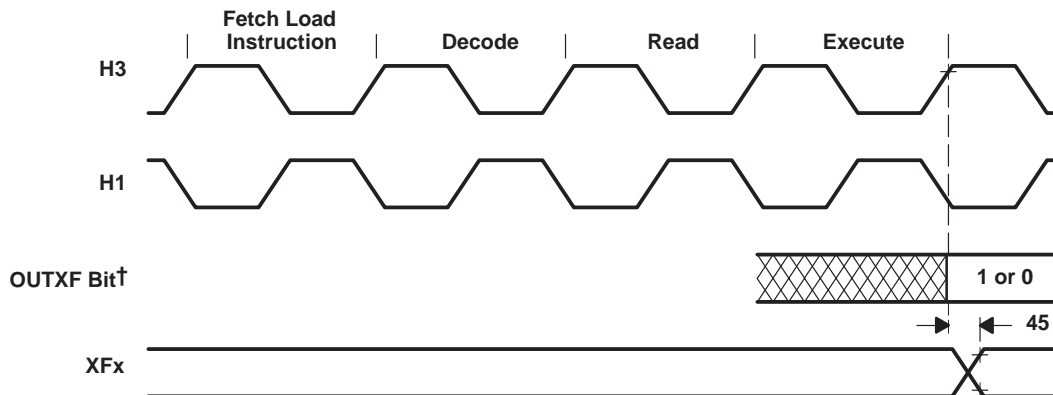 Fetch Load
Instruction
Decode
Read
Execute
H3
H1
OUTXF Bit†
1 or 0
45
XFx